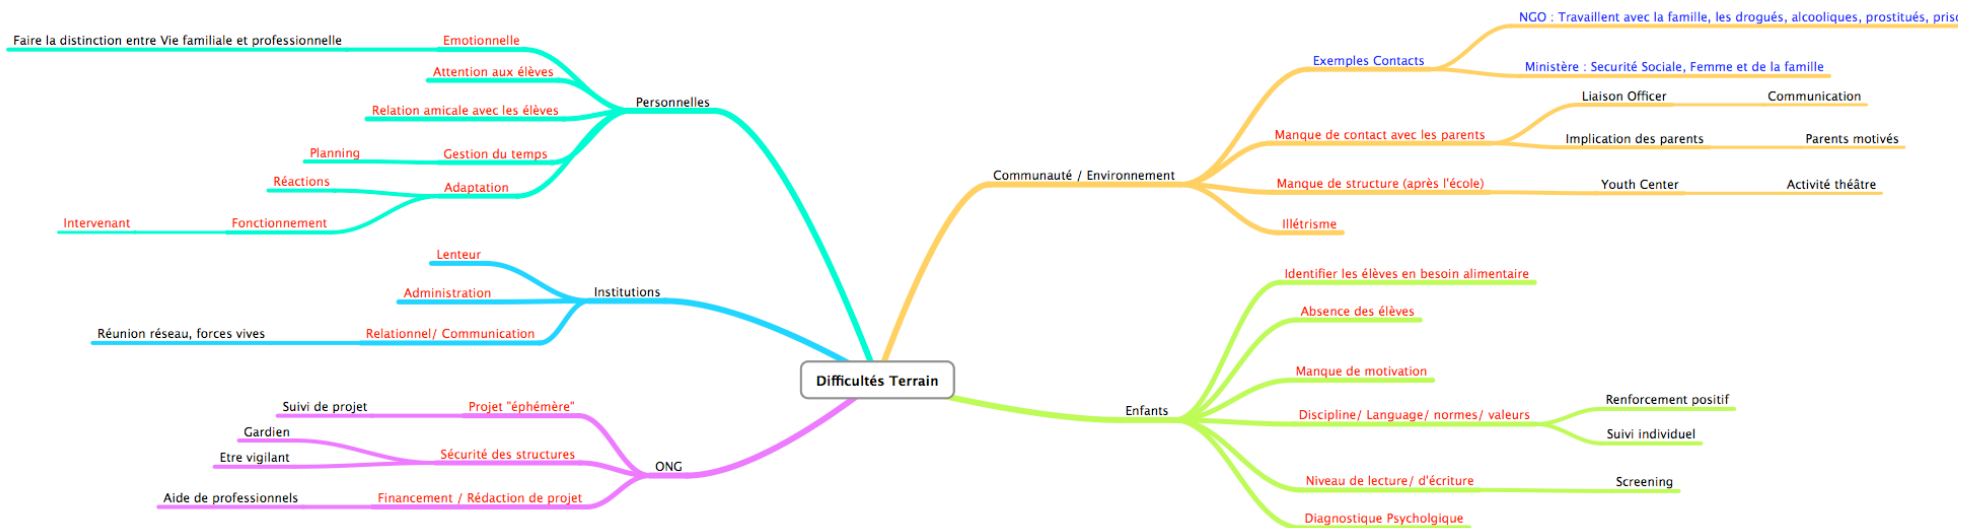 Difficultés Terrain
Personnelles
Emotionnelle
Faire la distinction entre Vie familiale et professionnelle
Attention aux élèves
Relation amicale avec les élèves
Gestion du temps
Planning
Adaptation
Réactions
Fonctionnement
Intervenant
Institutions
Lenteur
Administration
Relationnel/ Communication
Réunion réseau, forces vives
ONG
Projet "éphémère"
Suivi de projet
Sécurité des structures
Gardien
Etre vigilant
Financement / Rédaction de projet
Aide de professionnels
Communauté / Environnement
Exemples Contacts
NGO : Travaillent avec la famille, les drogués, alcooliques, prostitués,
Ministère : Securité Sociale, Femme et de la famille
Manque de contact avec les parents
Liaison Officer
Communication
Implication des parents
Parents motivés
Manque de structure (après l'école)
Youth Center
Activité théâtre
Illétrisme
Enfants
Identifier les élèves en besoin alimentaire
Absence des élèves
Manque de motivation
Discipline/ Language/ normes/ valeurs
Renforcement positif
Suivi individuel
Niveau de lecture/ d'écriture
Screening
Diagnostique Psycholgique